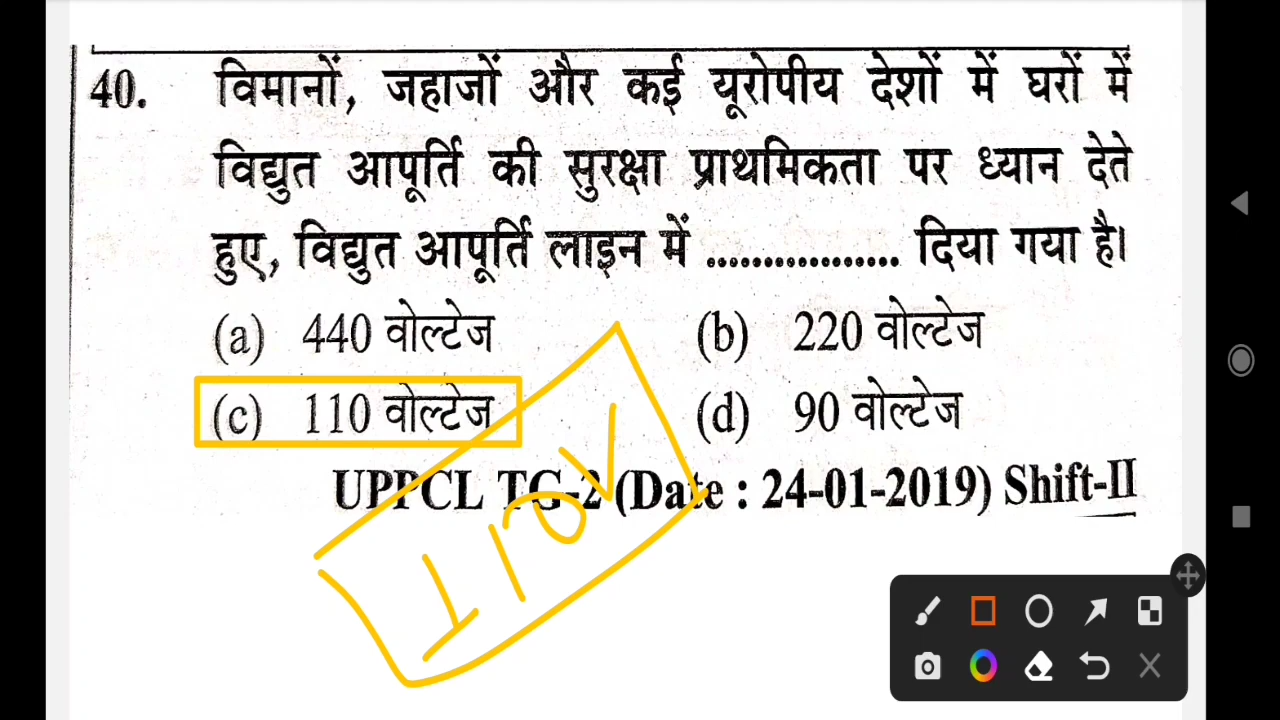 40. विमानों, जहाजों और कई यूरोपीय देशों में घरों में
विद्युत आपूर्ति की सुरक्षा प्राथमिकता पर ध्यान देते
हुए, विद्युत आपूर्ति लाइन में ................. दिया गया है।
(a) 440 वोल्टेज (b) 220 वोल्टेज
(c) 110 वोल्टेज (d) 90 वोल्टेज
UPPCL TG-2 (Date : 24-01-2019) Shift-II
110V